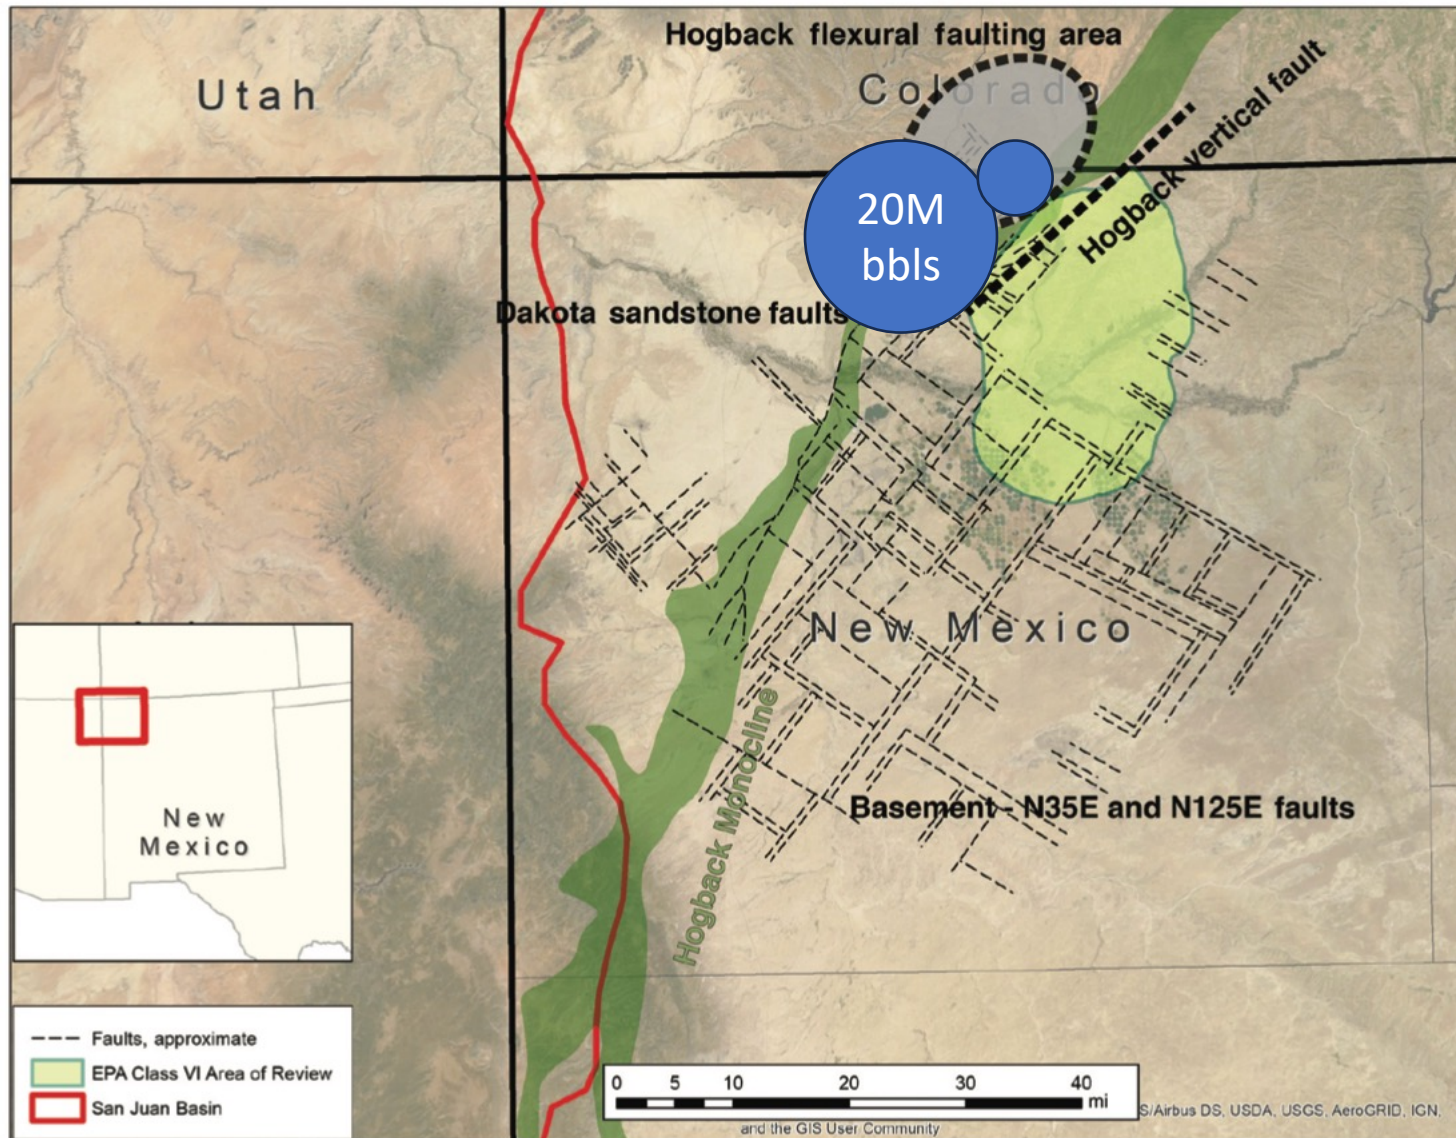 Hogback flexural faulting area
Utah
Colorado
Hogback vertical fault
20M
bbls
Dakota sandstone faults
New Mexico
Hogback Monocline
Basement - N35E and N125E faults
New
Mexico
Faults, approximate
EPA Class VI Area of Review
San Juan Basin
0 5 10 20 30 40
mi
S/Airbus DS, USDA, USGS, AeroGRID, IGN,
and the GIS User Community